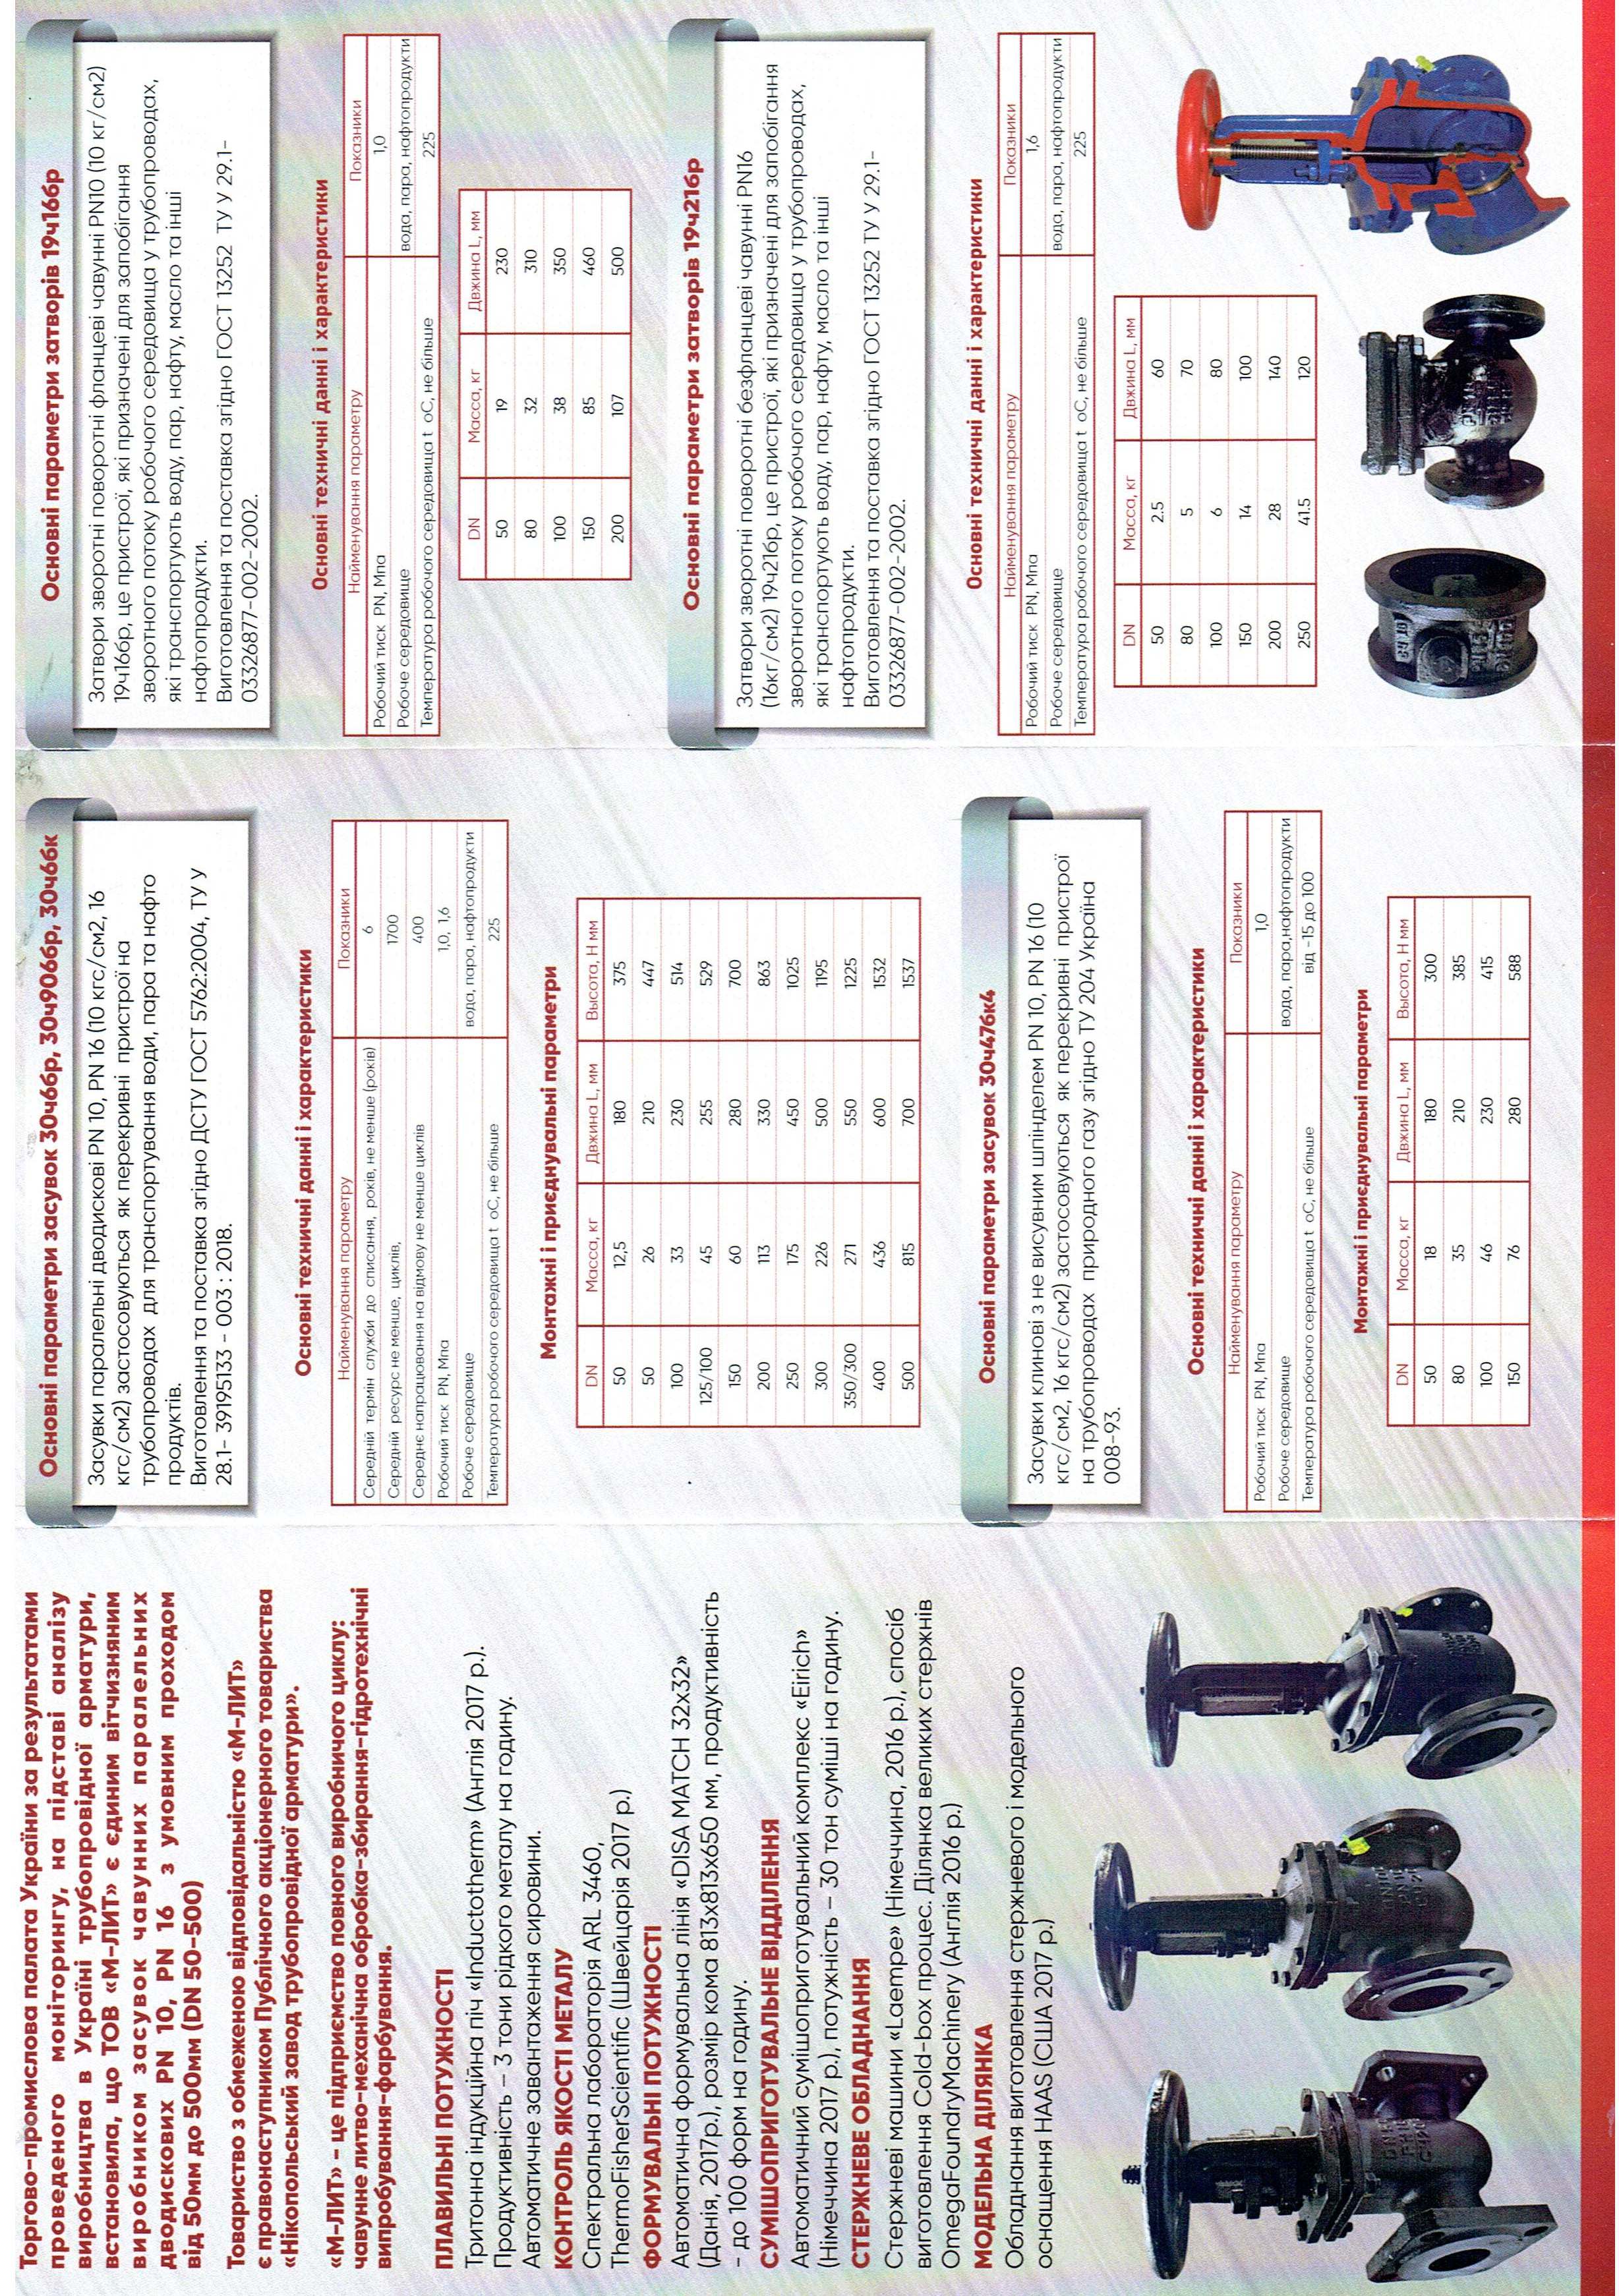 Торгово-промислова палата України за результатами
проведеного моніторингу, на підставі аналізу
виробництва в Україні трубопровідної арматури,
встановила, що ТОВ «М-ЛИТ» є єдиним вітчизняним
виробником засувок чавунних паралельних
дводискових PN 10, PN 16 з умовним проходом
від 50мм до 500мм (DN 50-500)
Товариство з обмеженою відповідальністю «М-ЛИТ»
є правонаступником Публічного акціонерного товариства
«Нікопольський завод трубопровідної арматури».
«М-ЛИТ» - це підприємство повного виробничого циклу:
чавунне литво-механічна обробка-збирання-гідротехнічні
випробування-фарбування.
ПЛАВИЛЬНІ ПОТУЖНОСТІ
Тритонна індукційна піч «Inductotherm» (Англія 2017 р.).
Продуктивність – 3 тони рідкого металу на годину.
Автоматичне завантаження сировини.
КОНТРОЛЬ ЯКОСТІ МЕТАЛУ
Спектральна лабораторія ARL 3460,
ThermoFisherScientific (Швейцарія 2017 р.)
ФОРМУВАЛЬНІ ПОТУЖНОСТІ
Автоматична формувальна лінія «DISA MATCH 32x32»
(Данія, 2017р.), розмір кома 813х813х650 мм, продуктивність
– до 100 форм на годину.
СУМІШОПРИГОТУВАЛЬНЕ ВІДДІЛЕННЯ
Автоматичний сумішоприготувальний комплекс «Eirich»
(Німеччина 2017 р.), потужність – 30 тон суміші на годину.
СТЕРЖНЕВЕ ОБЛАДНАННЯ
Стержневі машини «Laempe» (Німеччина, 2016 р.), спосіб
виготовлення Cold-box процес. Ділянка великих стержнів
OmegaFoundryMachinery (Англія 2016 р.)
МОДЕЛЬНА ДІЛЯНКА
Обладнання виготовлення стержневого і модельного
оснащення HAAS (США 2017 р.)
Основні параметри засувок 30ч6бр, 30ч906бр, 30ч6бк
Засувки паралельні дводискові PN 10, PN 16 (10 кгс/см2, 16
кгс/см2) застосовуються як перекривні пристрої на
трубопроводах для транспортування води, пара та нафто
продуктів.
Виготовлення та поставка згідно ДСТУ ГОСТ 5762:2004, ТУ У
28.1- 39195133 - 003 : 2018.
Основні технічні данні і характеристики
Найменування параметру Показники
Середній термін служби до списання, років, не менше (років) 6
Середній ресурс не менше, циклів, 1700
Середнє напрацювання на відмову не менше циклів 400
Робочий тиск PN, Мпа 1,0, 1,6
Робоче середовище вода, пара, нафтопродукти
Температура робочого середовища t оС, не більше 225
Монтажні і приєднувальні параметри
DN Масса, кг Двжина L, мм Высота, Н мм
50 12,5 180 375
50 26 210 447
100 33 230 514
125/100 45 255 529
150 60 280 700
200 113 330 863
250 175 450 1025
300 226 500 1195
350/300 271 550 1225
400 436 600 1532
500 815 700 1537
Основні параметри засувок 30ч47бк4
Засувки клинові з не висувним шпінделем PN 10, PN 16 (10
кгс/см2, 16 кгс/см2) застосовуються як перекривні пристрої
на трубопроводах природного газу згідно ТУ 204 Україна
008-93.
Основні технічні данні і характеристики
Найменування параметру Показники
Робочий тиск PN, Мпа 1,0
Робоче середовище вода, пара,нафтопродукти
Температура робочого середовища t оС, не більше від -15 до 100
Монтажні і приєднувальні параметри
DN Масса, кг Двжина L, мм Высота, Н мм
50 18 180 300
80 35 210 385
100 46 230 415
150 76 280 588
Основні параметри затворів 19ч16бр
Затвори зворотні поворотні фланцеві чавунні PN10 (10 кг/см2)
19ч16бр, це пристрої, які призначені для запобігання
зворотного потоку робочого середовища у трубопроводах,
які транспортують воду, пар, нафту, масло та інші
нафтопродукти.
Виготовлення та поставка згідно ГОСТ 13252 ТУ У 29.1-
03326877-002-2002.
Основні технічні данні і характеристики
Найменування параметру Показники
Робочий тиск PN, Мпа 1,0
Робоче середовище вода, пара, нафтопродукти
Температура робочого середовища t оС, не більше 225
DN Масса, кг Двжина L, мм
50 19 230
80 32 310
100 38 350
150 85 460
200 107 500
Основні параметри затворів 19ч21бр
Затвори зворотні поворотні безфланцеві чавунні PN16
(16кг/см2) 19ч21бр, це пристрої, які призначені для запобігання
зворотного потоку робочого середовища у трубопроводах,
які транспортують воду, пар, нафту, масло та інші
нафтопродукти.
Виготовлення та поставка згідно ГОСТ 13252 ТУ У 29.1-
03326877-002-2002.
Основні технічні данні і характеристики
Найменування параметру Показники
Робочий тиск PN, Мпа 1,6
Робоче середовище вода, пара, нафтопродукти
Температура робочого середовища t оС, не більше 225
DN Масса, кг Двжина L, мм
50 2.5 60
80 5 70
100 6 80
150 14 100
200 28 140
250 41.5 120